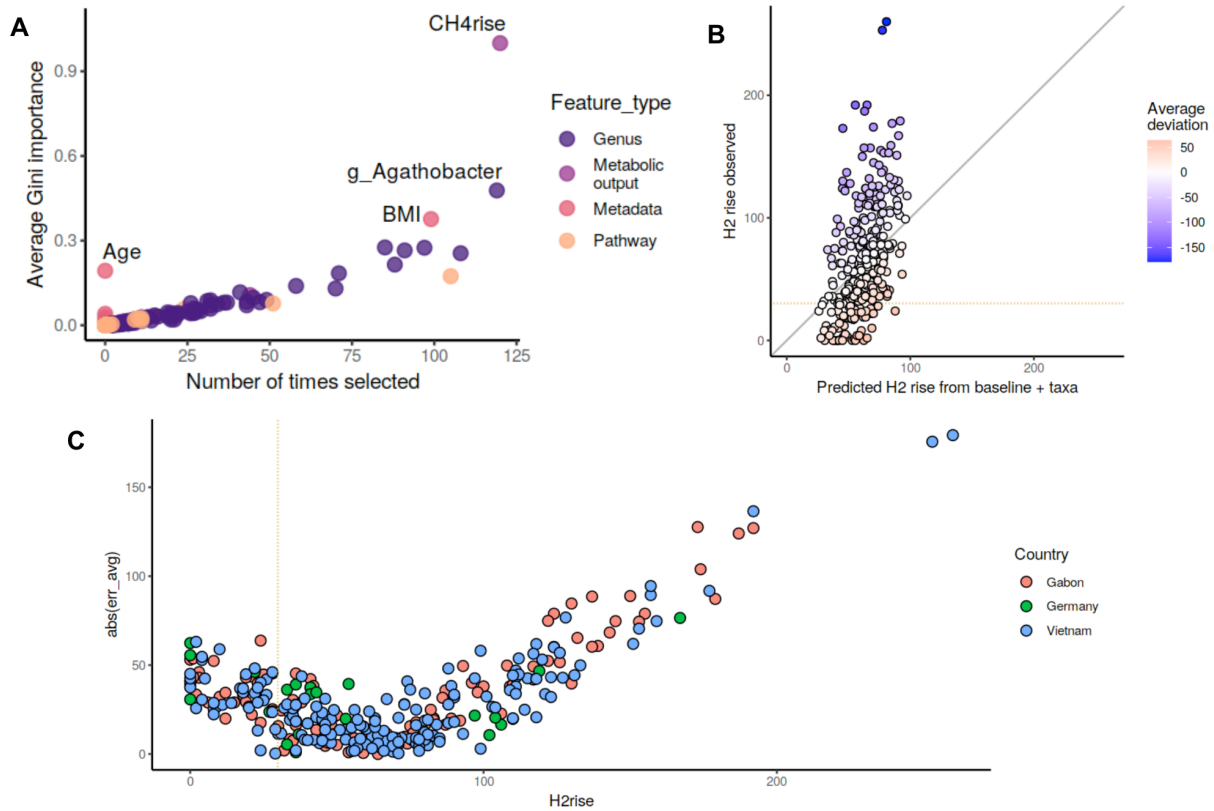 A
Average Gini importance
0.9
0.6
0.3
0.0
0
25
50
75
100
125
Number of times selected
CH4rise
g_Agathobacter
BMI
Age
Feature_type
Genus
Metabolic
output
Metadata
Pathway
B
H2 rise observed
200
100
0
0
100
200
Predicted H2 rise from baseline + taxa
Average
deviation
50
0
-50
-100
-150
C
abs(err_avg)
150
100
50
0
0
100
200
H2rise
Country
Gabon
Germany
Vietnam